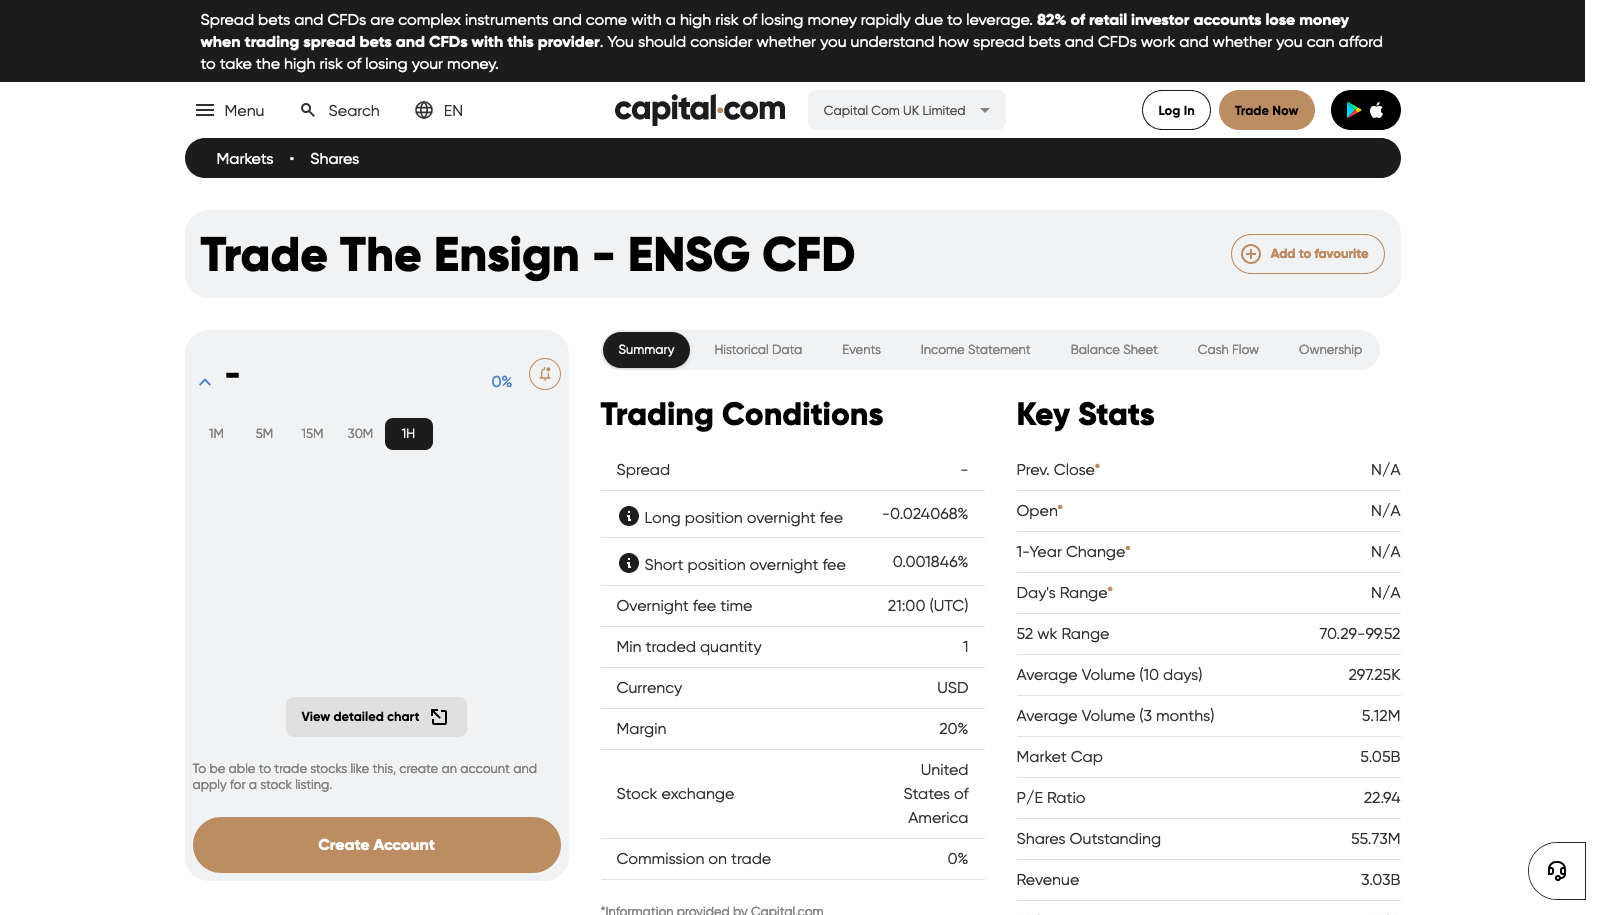 Spread bets and CFDs are complex instruments and come with a high risk of losing money rapidly due to leverage. 82% of retail investor accounts lose money
when trading spread bets and CFDs with this provider. You should consider whether you understand how spread bets and CFDs work and whether you can afford
to take the high risk of losing your money.
Menu
Search
EN
capital.com
Capital Com UK Limited
Log In
Trade Now
Markets • Shares
Trade The Ensign - ENSG CFD
Add to favourite
-
0%
1M 5M 15M 30M 1H
View detailed chart
To be able to trade stocks like this, create an account and
apply for a stock listing.
Create Account
Summary Historical Data Events Income Statement Balance Sheet Cash Flow Ownership
Trading Conditions
Spread -
Long position overnight fee -0.024068%
Short position overnight fee 0.001846%
Overnight fee time 21:00 (UTC)
Min traded quantity 1
Currency USD
Margin 20%
Stock exchange United
States of
America
Commission on trade 0%
*Information provided by Capital.com
Key Stats
Prev. Close* N/A
Open* N/A
1-Year Change* N/A
Day's Range* N/A
52 wk Range 70.29-99.52
Average Volume (10 days) 297.25K
Average Volume (3 months) 5.12M
Market Cap 5.05B
P/E Ratio 22.94
Shares Outstanding 55.73M
Revenue 3.03B